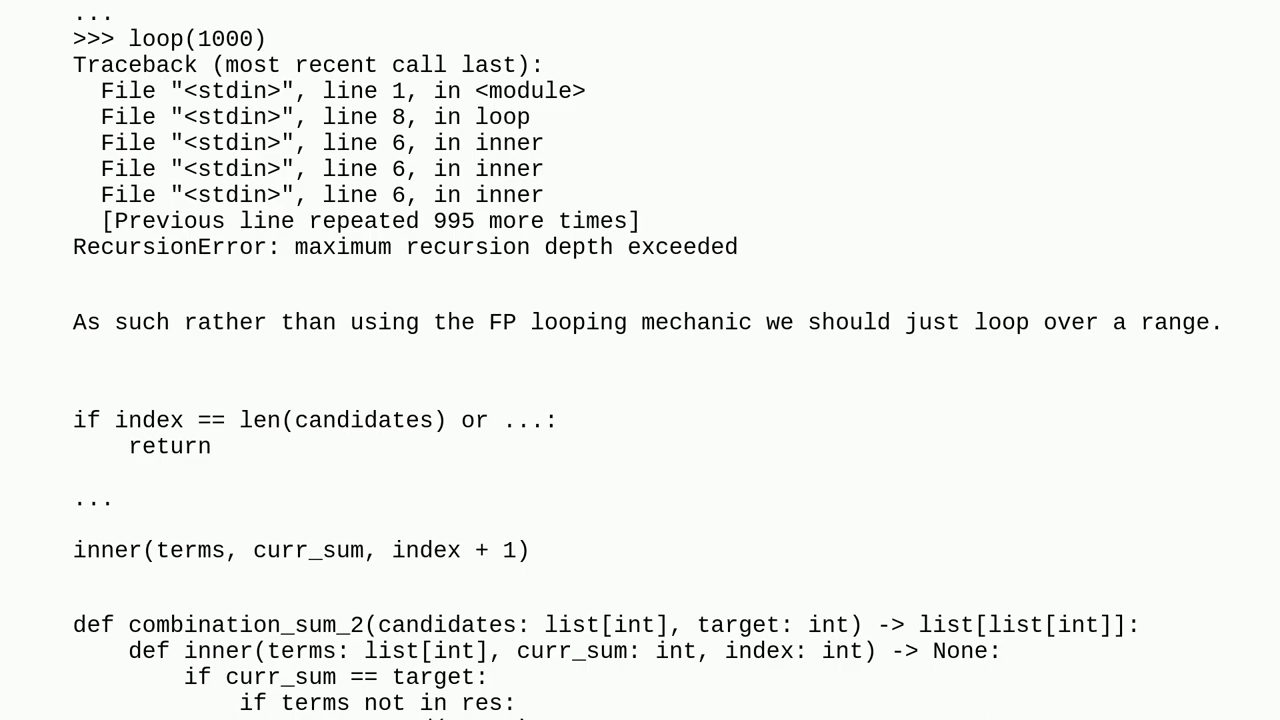 ...
>>> loop(1000)
Traceback (most recent call last):
  File "<stdin>", line 1, in <module>
  File "<stdin>", line 8, in loop
  File "<stdin>", line 6, in inner
  File "<stdin>", line 6, in inner
  File "<stdin>", line 6, in inner
  [Previous line repeated 995 more times]
RecursionError: maximum recursion depth exceeded
As such rather than using the FP looping mechanic we should just loop over a range.
if index == len(candidates) or ...:
    return
...
inner(terms, curr_sum, index + 1)
def combination_sum_2(candidates: list[int], target: int) -> list[list[int]]:
    def inner(terms: list[int], curr_sum: int, index: int) -> None:
        if curr_sum == target:
            if terms not in res: